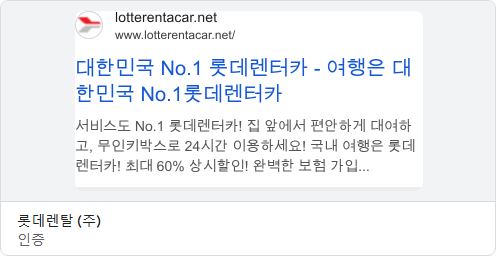 lotterentacar.net
www.lotterentacar.net/
대한민국 No.1 롯데렌터카 - 여행은 대
한민국 No.1롯데렌터카
서비스도 No.1 롯데렌터카! 집 앞에서 편안하게 대여하
고, 무인키박스로 24시간 이용하세요! 국내 여행은 롯데
렌터카! 최대 60% 상시할인! 완벽한 보험 가입...
롯데렌탈 (주)
인증